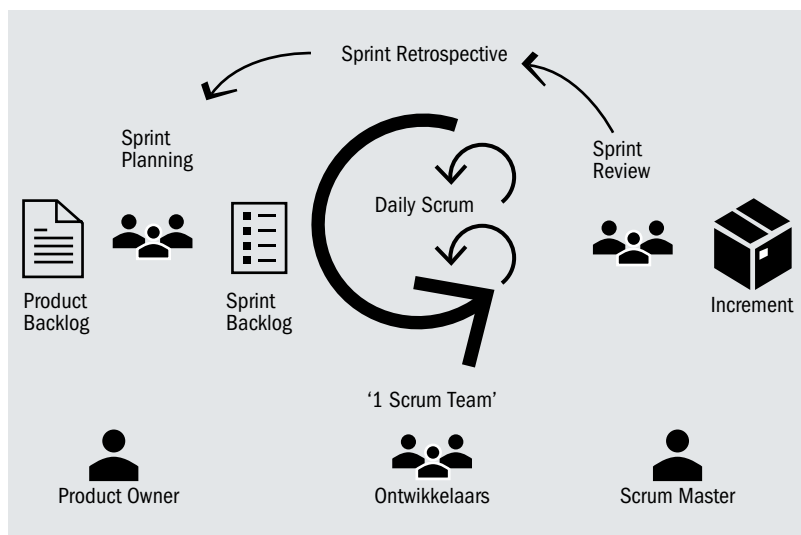 Sprint Retrospective
Sprint
Planning
Sprint
Review
Daily Scrum
Product
Backlog
Sprint
Backlog
Increment
‘1 Scrum Team’
Product Owner
Ontwikkelaars
Scrum Master